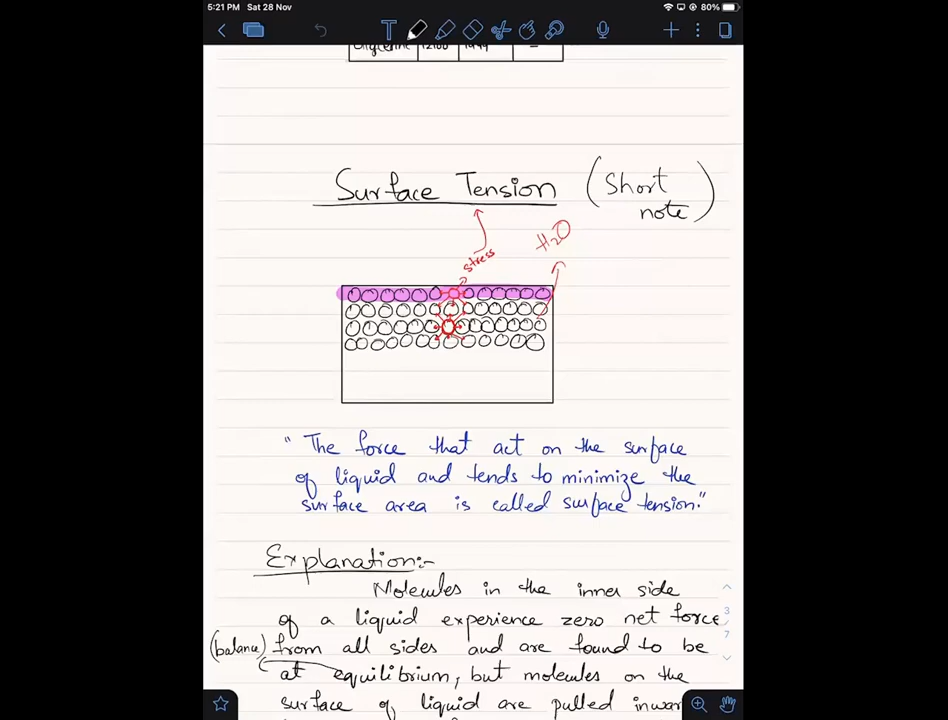 5:21 PM Sat 28 Nov
80%
Surface Tension (Short
note)
H₂O
stress
"The force that act on the surface
of liquid and tends to minimize the
surface area is called surface tension."
Explanation:-
Molecules in the inner side
of a liquid experience zero net force
(balance) from all sides and are found to be
at equilibrium, but molecules on the
surface of liquid are pulled inwar
3
7